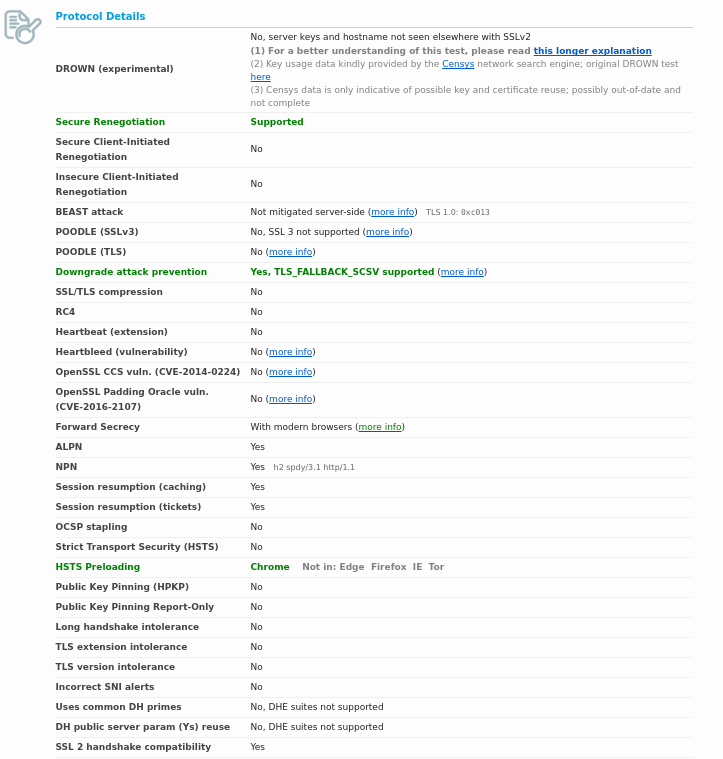 Protocol Details
DROWN (experimental)
No, server keys and hostname not seen elsewhere with SSLv2
(1) For a better understanding of this test, please read this longer explanation
(2) Key usage data kindly provided by the Censys network search engine; original DROWN test
here
(3) Censys data is only indicative of possible key and certificate reuse; possibly out-of-date and
not complete
Secure Renegotiation Supported
Secure Client-Initiated
Renegotiation No
Insecure Client-Initiated
Renegotiation No
BEAST attack Not mitigated server-side (more info) TLS 1.0: 0xc013
POODLE (SSLv3) No, SSL 3 not supported (more info)
POODLE (TLS) No (more info)
Downgrade attack prevention Yes, TLS_FALLBACK_SCSV supported (more info)
SSL/TLS compression No
RC4 No
Heartbeat (extension) No
Heartbleed (vulnerability) No (more info)
OpenSSL CCS vuln. (CVE-2014-0224) No (more info)
OpenSSL Padding Oracle vuln.
(CVE-2016-2107) No (more info)
Forward Secrecy With modern browsers (more info)
ALPN Yes
NPN Yes h2 spdy/3.1 http/1.1
Session resumption (caching) Yes
Session resumption (tickets) Yes
OCSP stapling No
Strict Transport Security (HSTS) No
HSTS Preloading Chrome Not in: Edge Firefox IE Tor
Public Key Pinning (HPKP) No
Public Key Pinning Report-Only No
Long handshake intolerance No
TLS extension intolerance No
TLS version intolerance No
Incorrect SNI alerts No
Uses common DH primes No, DHE suites not supported
DH public server param (Ys) reuse No, DHE suites not supported
SSL 2 handshake compatibility Yes